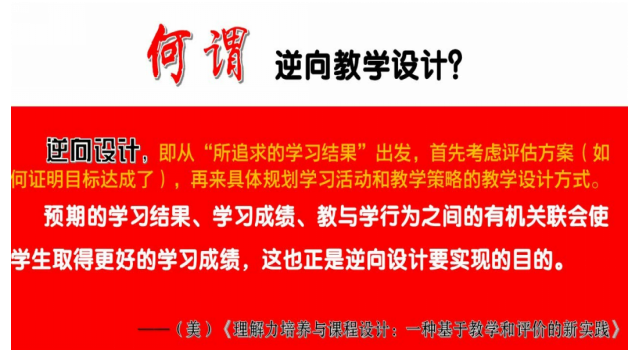 何谓 逆向教学设计?
逆向设计，即从“所追求的学习结果”出发，首先考虑评估方案（如
何证明目标达成了），再来具体规划学习活动和教学策略的教学设计方式。
预期的学习结果、学习成绩、教与学行为之间的有机关联会使
学生取得更好的学习成绩，这也正是逆向设计要实现的目的。
——（美）《理解力培养与课程设计：一种基于教学和评价的新实践》